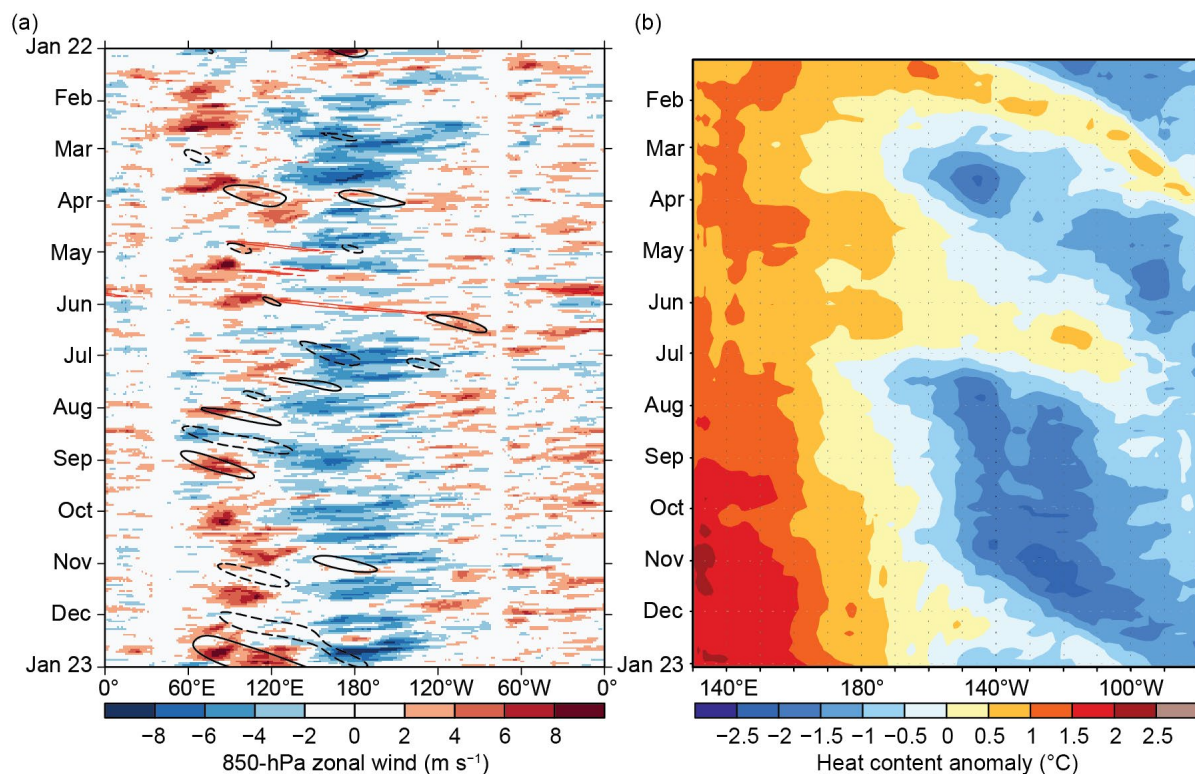 (a)
Jan 22
Feb
Mar
Apr
May
Jun
Jul
Aug
Sep
Oct
Nov
Dec
Jan 23
0 60°E 120°E 180°W 120°W 60°W 0
−8 −6 −4 −2 0 2 4 6 8
850-hPa zonal wind (m s⁻¹)
(b)
Feb
Mar
Apr
May
Jun
Jul
Aug
Sep
Oct
Nov
Dec
Jan 23
140°E 180° 140°W 100°W
−2.5 −2 −1.5 −1 −0.5 0 0.5 1 1.5 2 2.5
Heat content anomaly (°C)